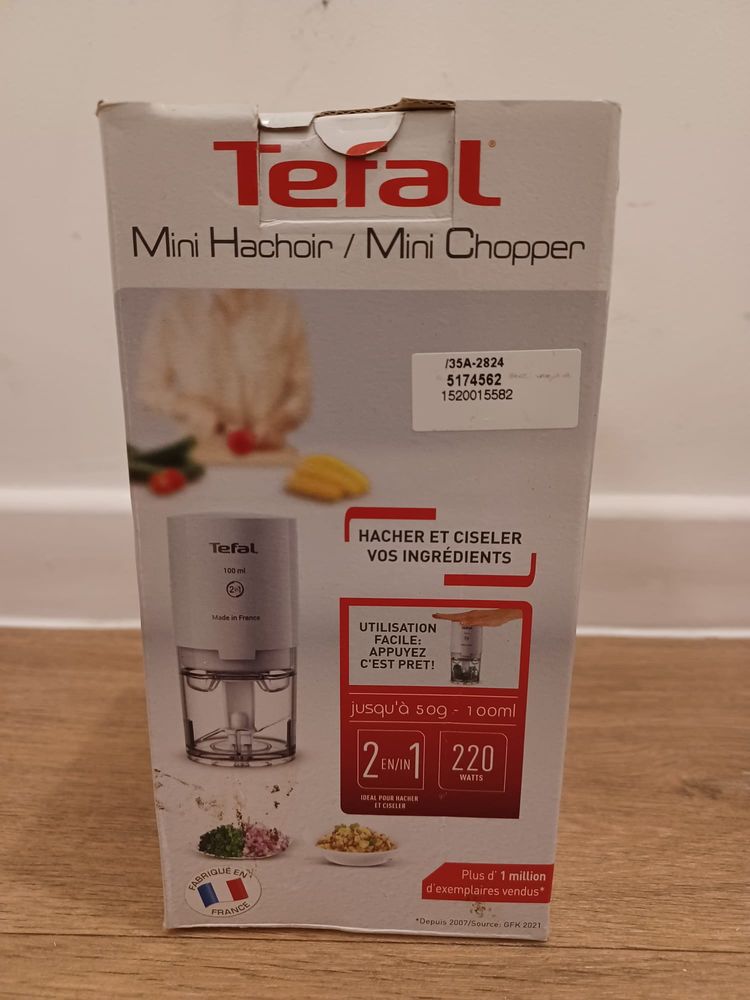 Tefal®
Mini Hachoir / Mini Chopper
/35A-2824
5174562
1520015582
HACHER ET CISELER
VOS INGRÉDIENTS
Tefal
100 ml
2en1
Made in France
UTILISATION
FACILE:
APPUYEZ
C'EST PRET!
Tefal
jusqu'à 50g - 100ml
2 EN/IN 1
220
WATTS
IDEAL POUR HACHER
ET CISELER
FABRIQUÉ EN
FRANCE
Plus d' 1 million
d'exemplaires vendus*
*Depuis 2007/Source: GFK 2021